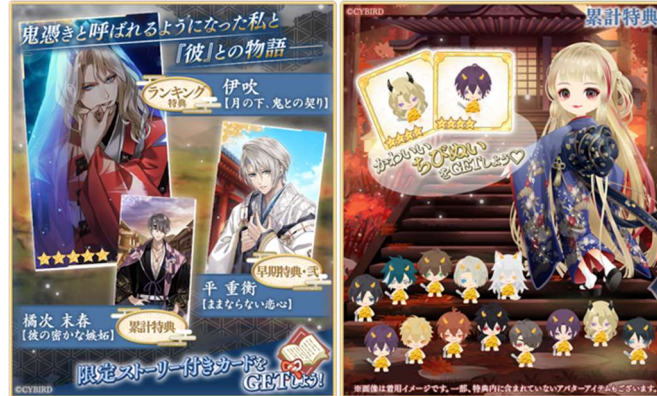 鬼憑きと呼ばれるようになった私と
『彼』との物語
ランキング
特典
伊吹
【月の下、鬼との契り】
早期特典・弐
平 重衡
【ままならない恋心】
橘次 末春
【彼の密かな嫉妬】
累計特典
限定ストーリー付きカードを
GETしよう!
©CYBIRD
©CYBIRD
累計特典
かわいい
ちびめい
をGETしよう♡
※画像は着用イメージです。一部、特典内に含まれていないアバターアイテムもございます。